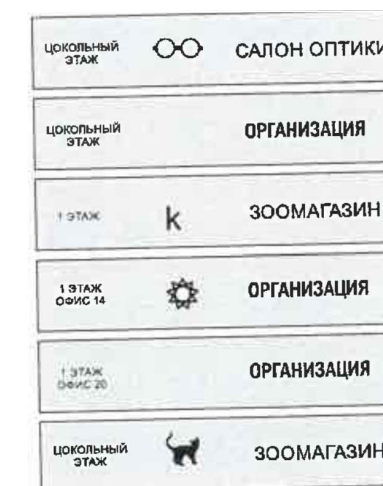 ЦОКОЛЬНЫЙ
ЭТАЖ
САЛОН ОПТИКИ
ЦОКОЛЬНЫЙ
ЭТАЖ
ОРГАНИЗАЦИЯ
1 ЭТАЖ
k
ЗООМАГАЗИН
1 ЭТАЖ
ОФИС 14
ОРГАНИЗАЦИЯ
1 ЭТАЖ
ОФИС 20
ОРГАНИЗАЦИЯ
ЦОКОЛЬНЫЙ
ЭТАЖ
ЗООМАГАЗИН